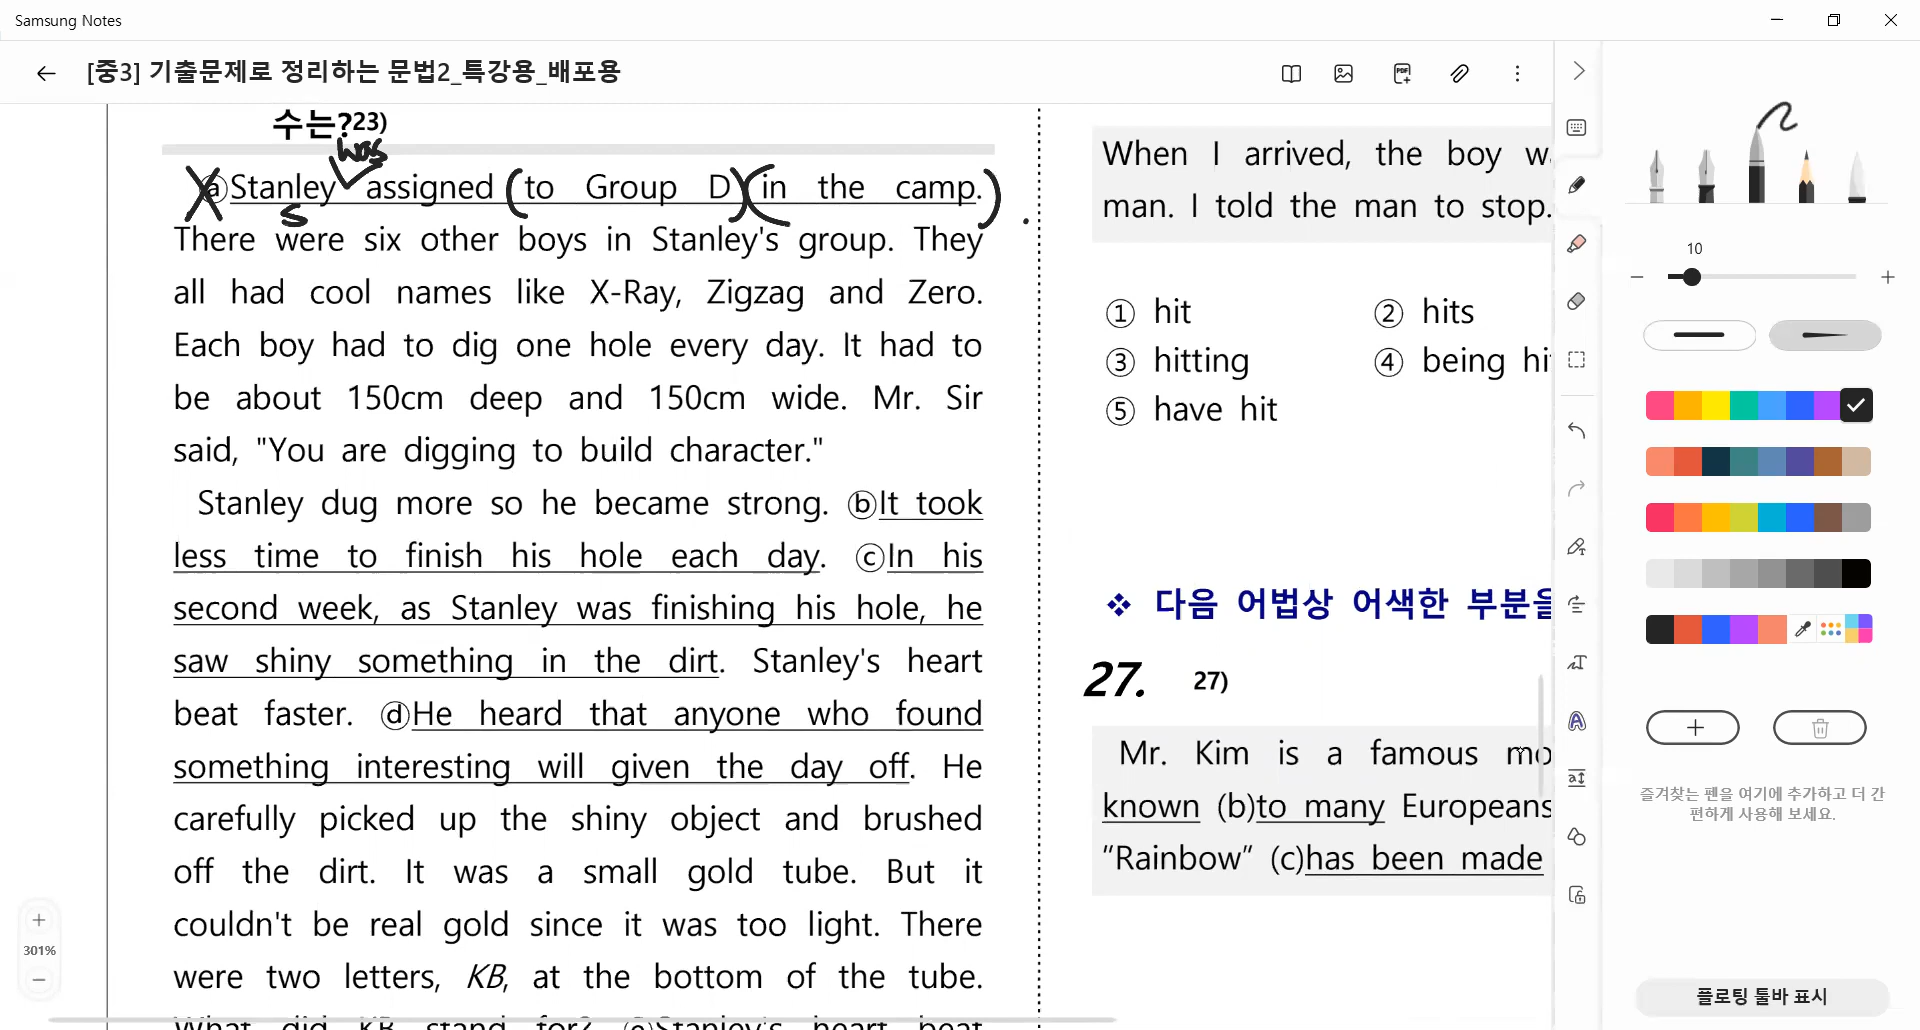 Samsung Notes
[중3] 기출문제로 정리하는 문법2_특강용_배포용
수는?23)
was
ⓐStanley assigned (to Group D)(in the camp.)
s
There were six other boys in Stanley's group. They
all had cool names like X-Ray, Zigzag and Zero.
Each boy had to dig one hole every day. It had to
be about 150cm deep and 150cm wide. Mr. Sir
said, "You are digging to build character."
Stanley dug more so he became strong. ⓑIt took
less time to finish his hole each day. ⓒIn his
second week, as Stanley was finishing his hole, he
saw shiny something in the dirt. Stanley's heart
beat faster. ⓓHe heard that anyone who found
something interesting will given the day off. He
carefully picked up the shiny object and brushed
off the dirt. It was a small gold tube. But it
couldn't be real gold since it was too light. There
were two letters, KB, at the bottom of the tube.
What did KB stand for? ⓔStanley's heart beat
When I arrived, the boy
man. I told the man to stop.
① hit ② hits
③ hitting ④ being hi
⑤ have hit
❖ 다음 어법상 어색한 부분을
27. 27)
Mr. Kim is a famous mo
known (b)to many Europeans
"Rainbow" (c)has been made
10
즐겨찾는 펜을 여기에 추가하고 더 간
편하게 사용해 보세요.
플로팅 툴바 표시
301%